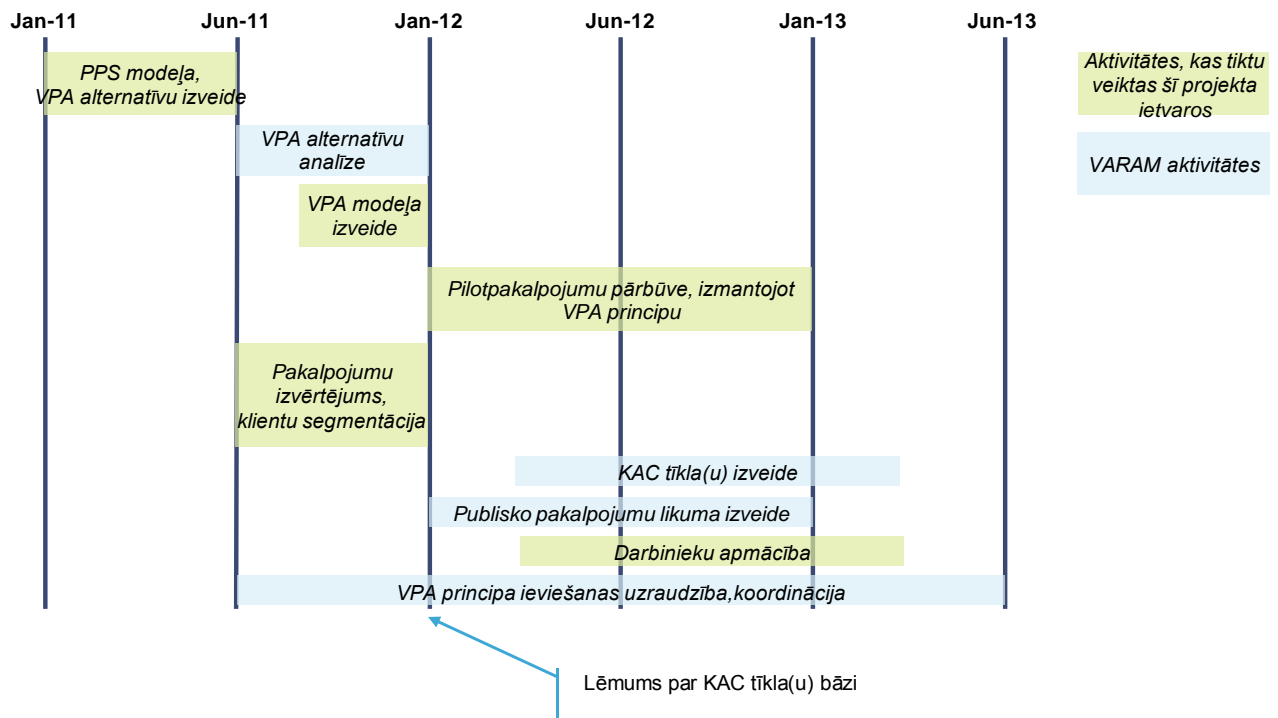 Jan-11 Jun-11 Jan-12 Jun-12 Jan-13 Jun-13
PPS modeļa,
VPA alternatīvu izveide
Aktivitātes, kas tiktu
veiktas šī projekta
ietvaros
VPA alternatīvu
analīze
VARAM aktivitātes
VPA modeļa
izveide
Pilotpakalpojumu pārbūve, izmantojot
VPA principu
Pakalpojumu
izvērtējums,
klientu segmentācija
KAC tīkla(u) izveide
Publisko pakalpojumu likuma izveide
Darbinieku apmācība
VPA principa ieviešanas uzraudzība,koordinācija
Lēmums par KAC tīkla(u) bāzi